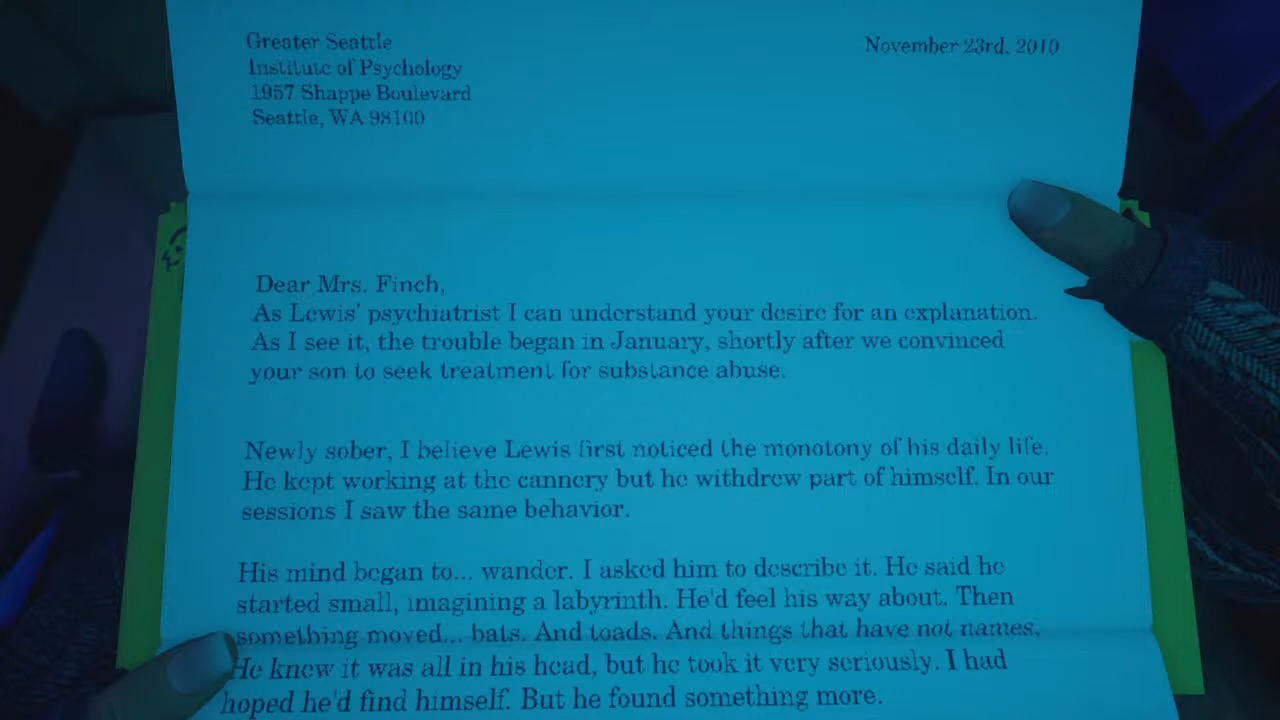 Greater Seattle
November 23rd, 2010
Institute of Psychology
1957 Shappe Boulevard
Seattle, WA 98100
Dear Mrs. Finch,
As Lewis' psychiatrist I can understand your desire for an explanation.
As I see it, the trouble began in January, shortly after we convinced
your son to seek treatment for substance abuse.
Newly sober, I believe Lewis first noticed the monotony of his daily life.
He kept working at the cannery but he withdrew part of himself. In our
sessions I saw the same behavior.
His mind began to... wander. I asked him to describe it. He said he
started small, imagining a labyrinth. He'd feel his way about. Then
something moved... bats. And toads. And things that have not names.
He knew it was all in his head, but he took it very seriously. I had
hoped he'd find himself. But he found something more.